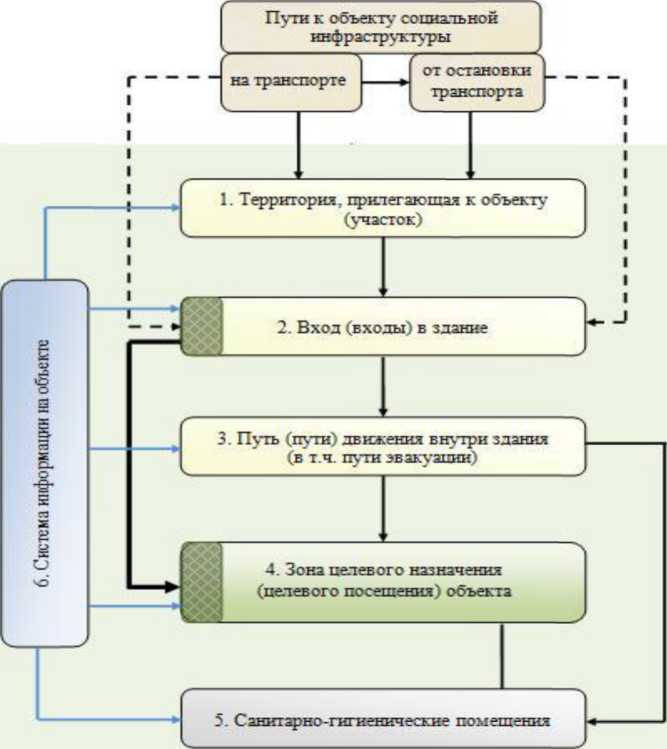 Пути к объекту социальной
инфраструктуры
на транспорте
от остановки
транспорта
1. Территория, прилегающая к объекту
(участок)
2. Вход (входы) в здание
3. Путь (пути) движения внутри здания
(в т.ч. пути эвакуации)
4. Зона целевого назначения
(целевого посещения) объекта
5. Санитарно-гигиенические помещения
6. Система информации на объекте